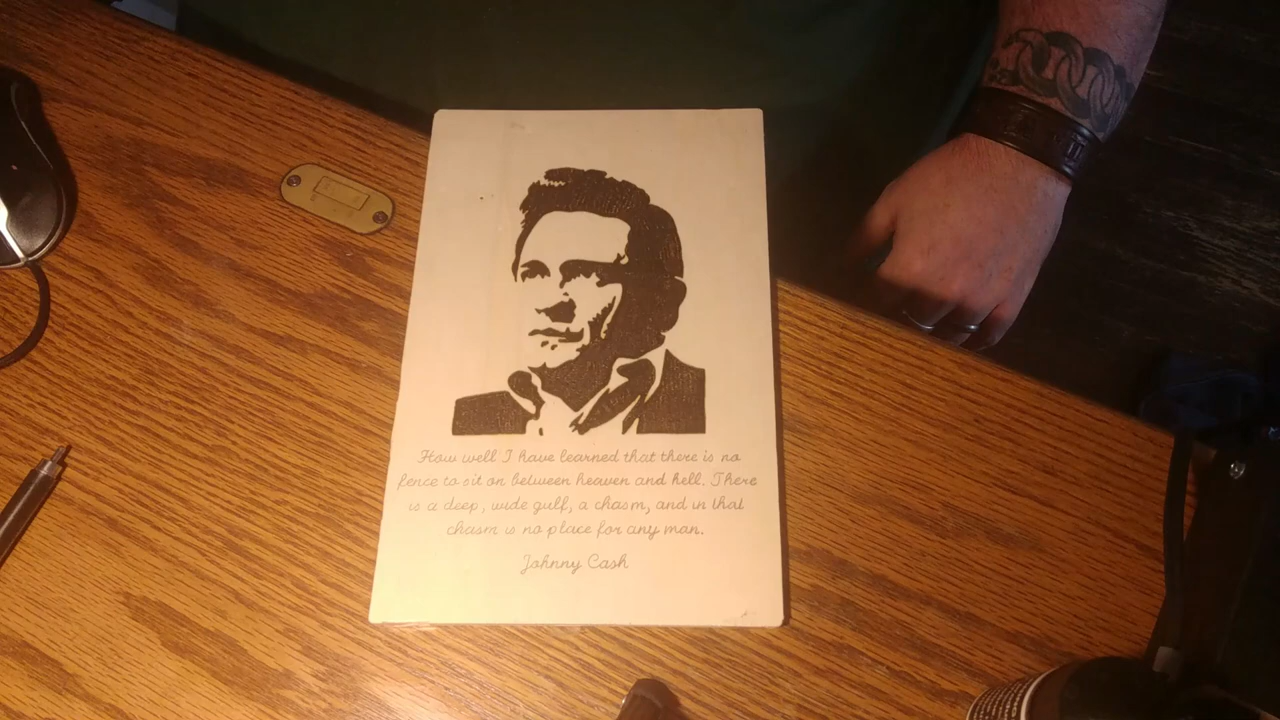 How well I have learned that there is no
fence to sit on between heaven and hell. There
is a deep, wide gulf, a chasm, and in that
chasm is no place for any man.
Johnny Cash